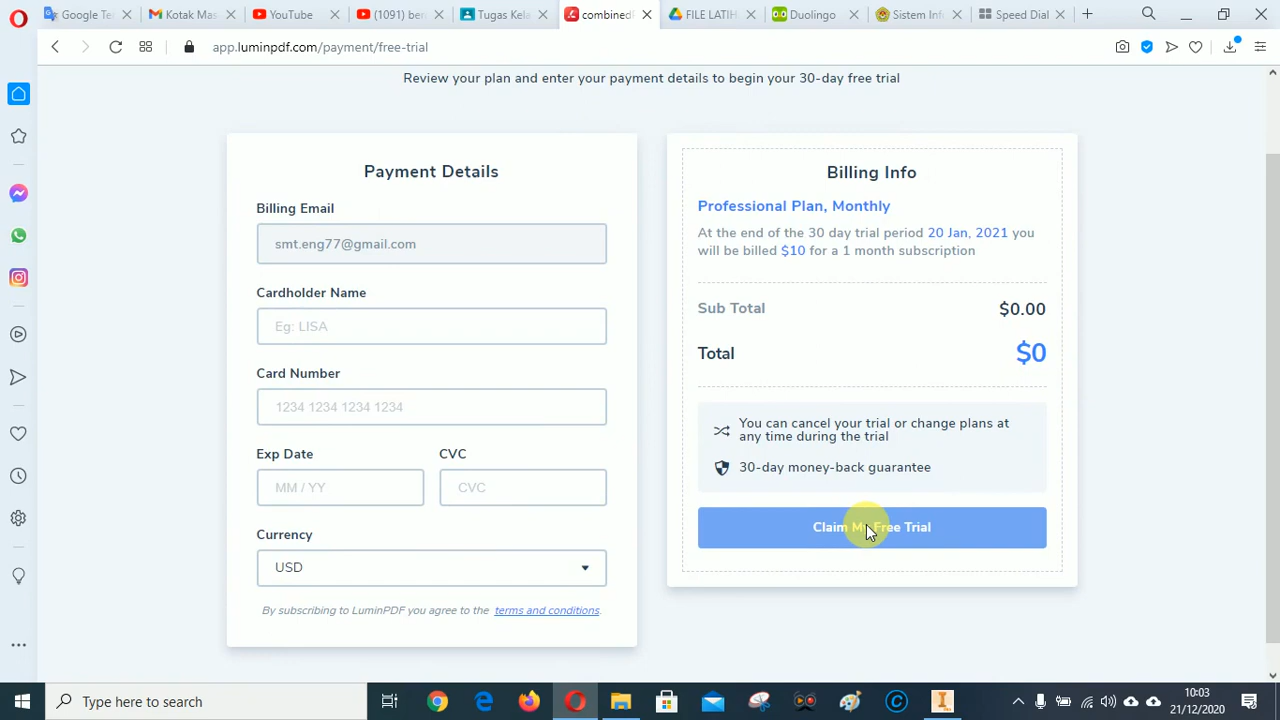 Google Te
Kotak Mas
YouTube
(1091) ber
Tugas Kela
combined
FILE LATIH
Duolingo
Sistem Inf
Speed Dial
app.luminpdf.com/payment/free-trial
Review your plan and enter your payment details to begin your 30-day free trial
Payment Details
Billing Email
smt.eng77@gmail.com
Cardholder Name
Eg: LISA
Card Number
1234 1234 1234 1234
Exp Date
CVC
MM / YY
CVC
Currency
USD
By subscribing to LuminPDF you agree to the terms and conditions.
Billing Info
Professional Plan, Monthly
At the end of the 30 day trial period 20 Jan, 2021 you
will be billed $10 for a 1 month subscription
Sub Total
$0.00
Total
$0
You can cancel your trial or change plans at
any time during the trial
30-day money-back guarantee
Claim My Free Trial
Type here to search
10:03
21/12/2020